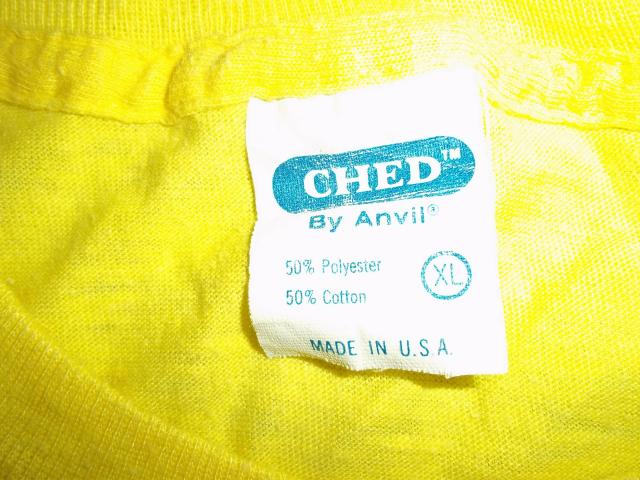 CHED™
By Anvil®
50% Polyester
50% Cotton
XL
MADE IN U.S.A.